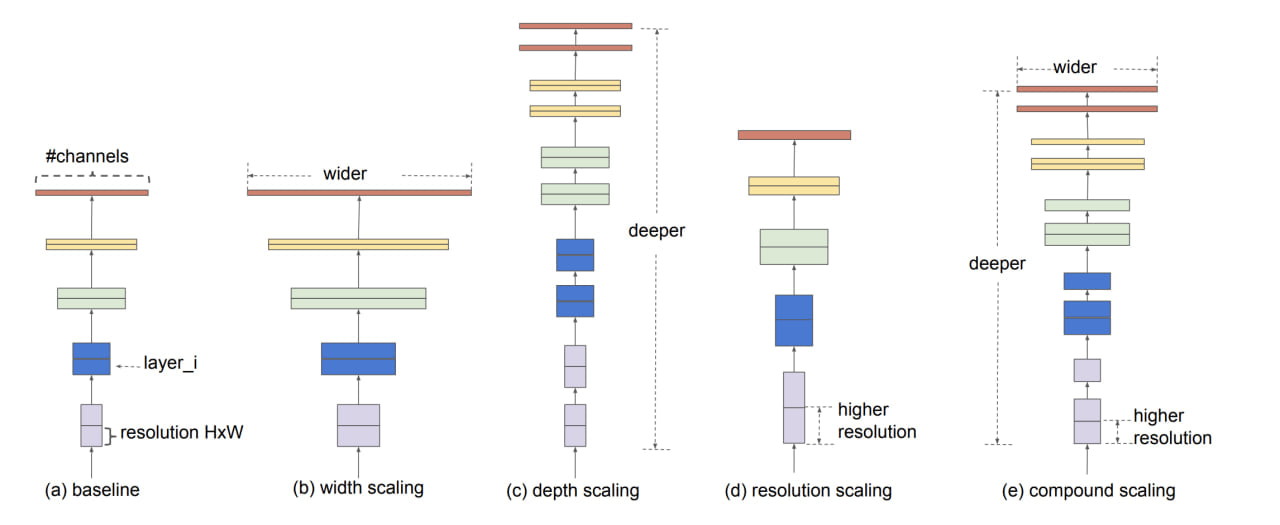 #channels
layer_i
resolution HxW
(a) baseline
wider
(b) width scaling
deeper
(c) depth scaling
higher
resolution
(d) resolution scaling
wider
deeper
higher
resolution
(e) compound scaling